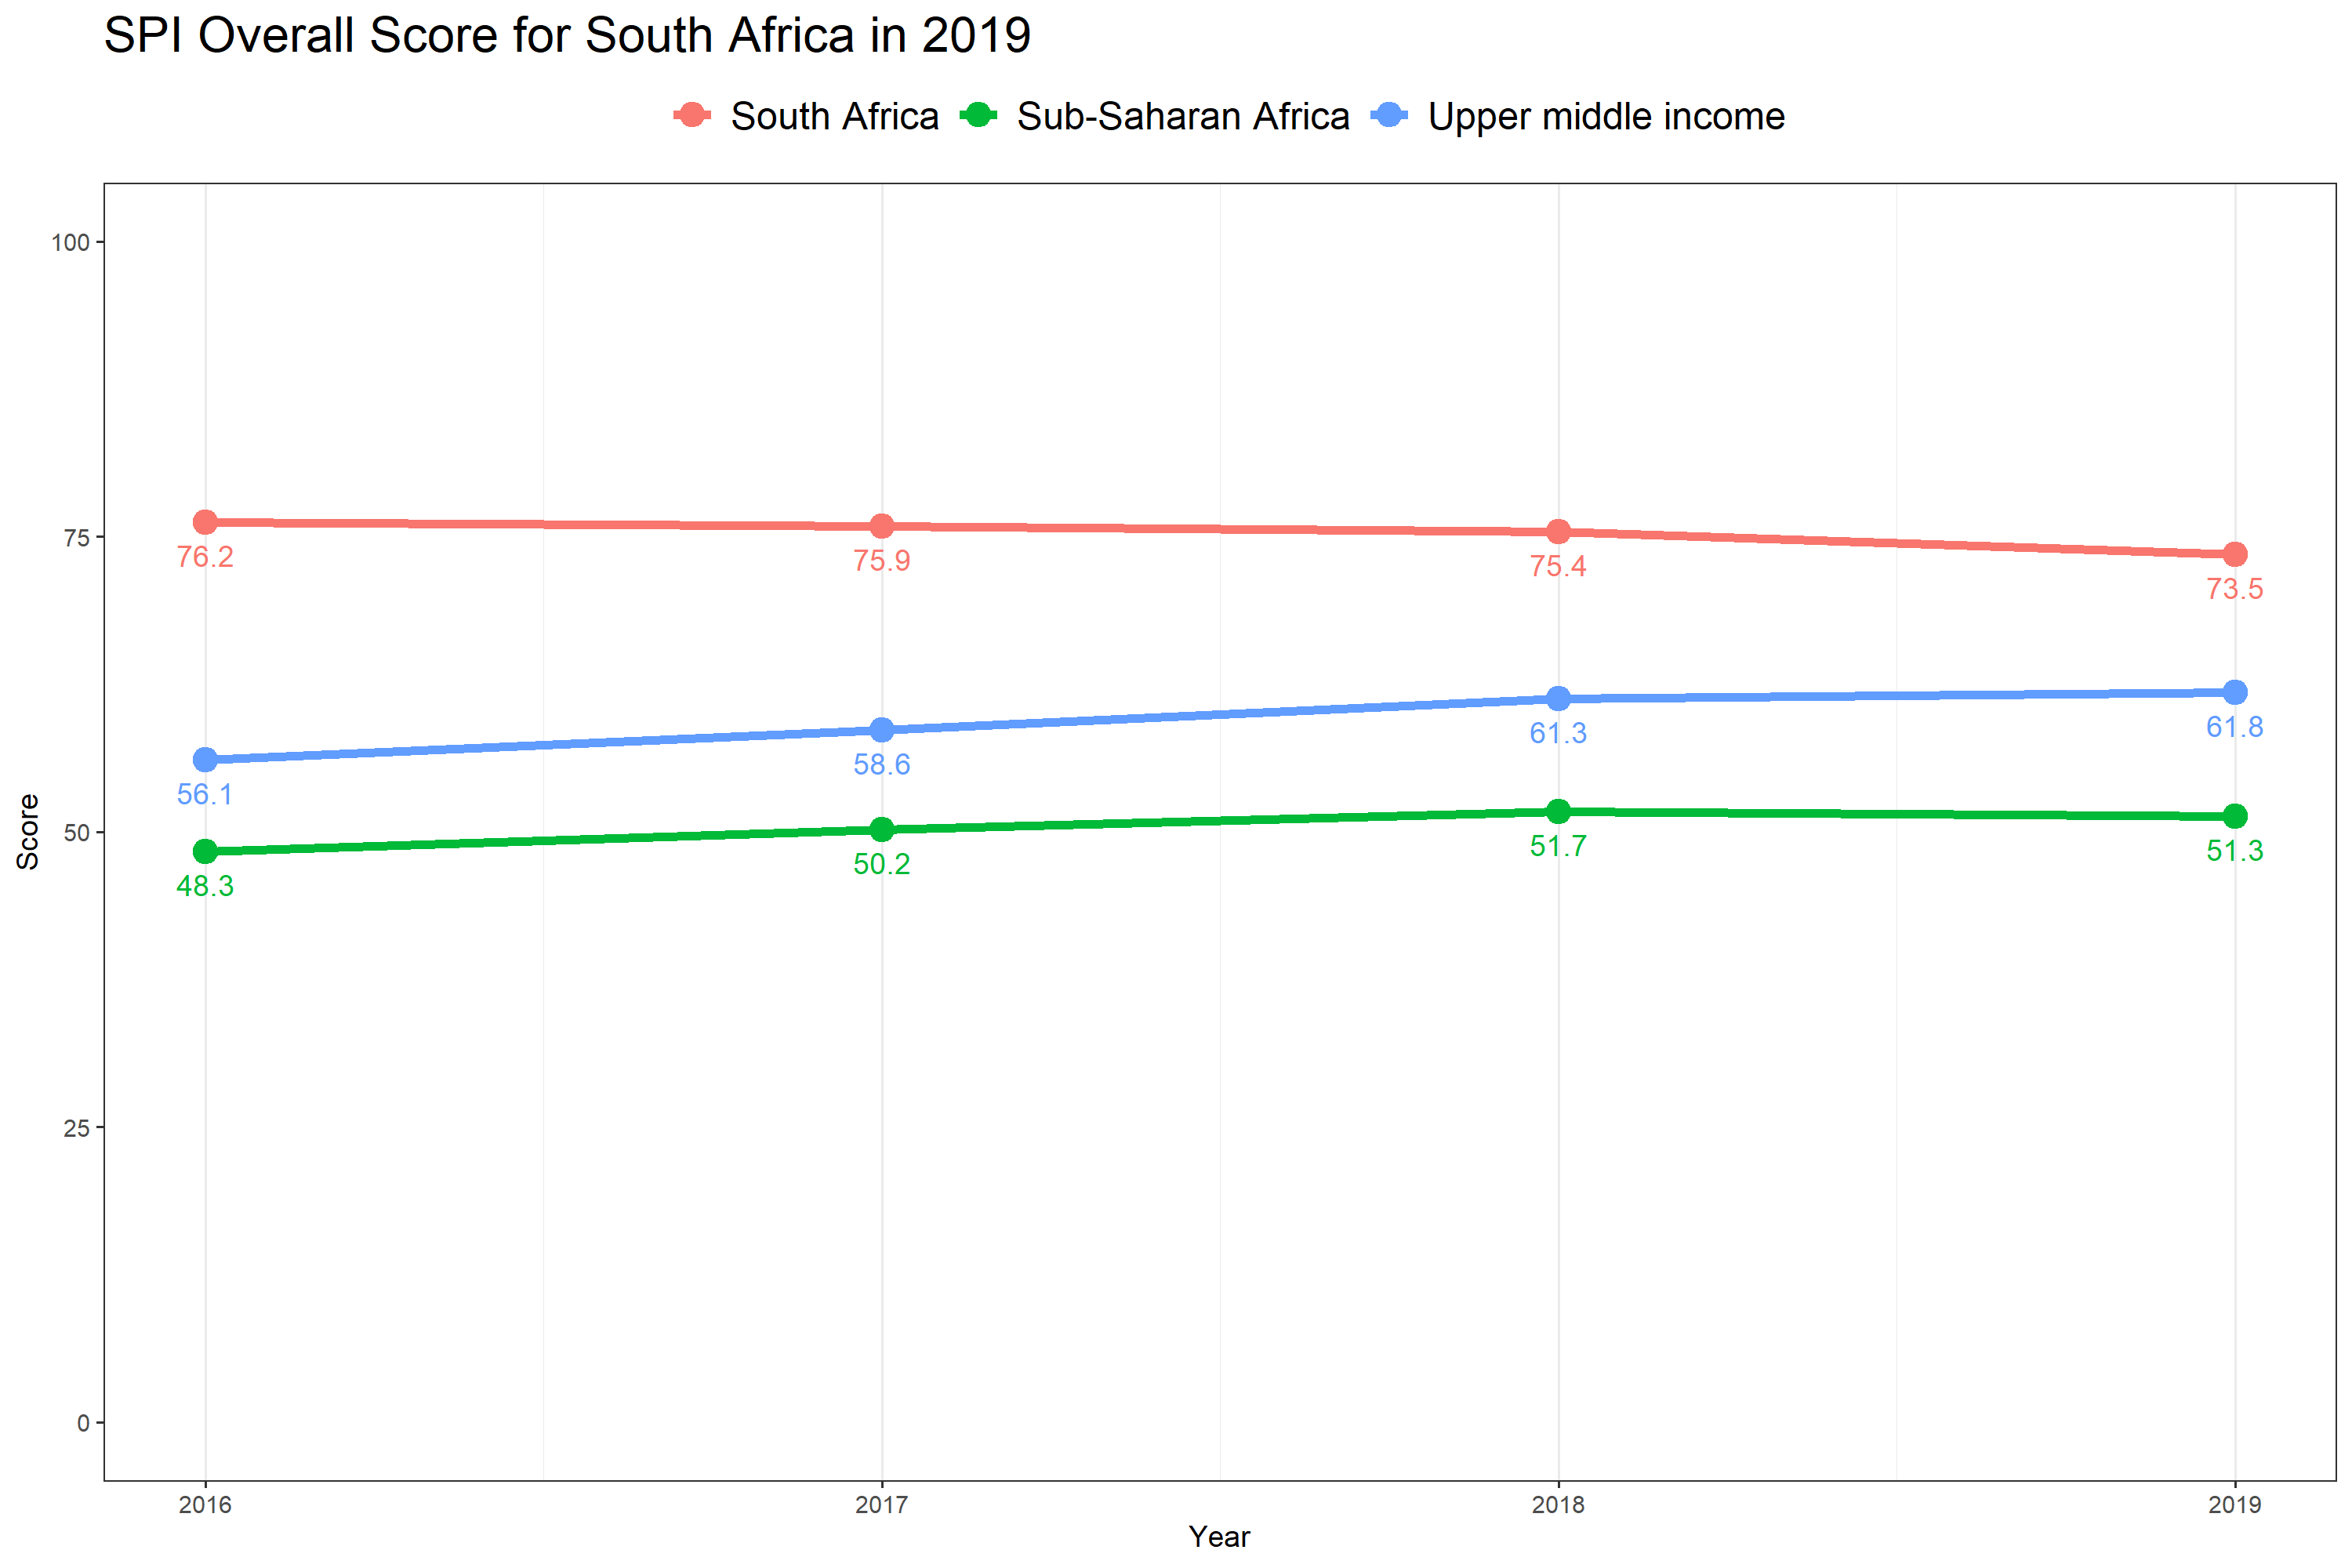 SPI Overall Score for South Africa in 2019
South Africa Sub-Saharan Africa Upper middle income
100
75
50
25
0
Score
76.2 75.9 75.4 73.5
56.1 58.6 61.3 61.8
48.3 50.2 51.7 51.3
2016 2017 2018 2019
Year